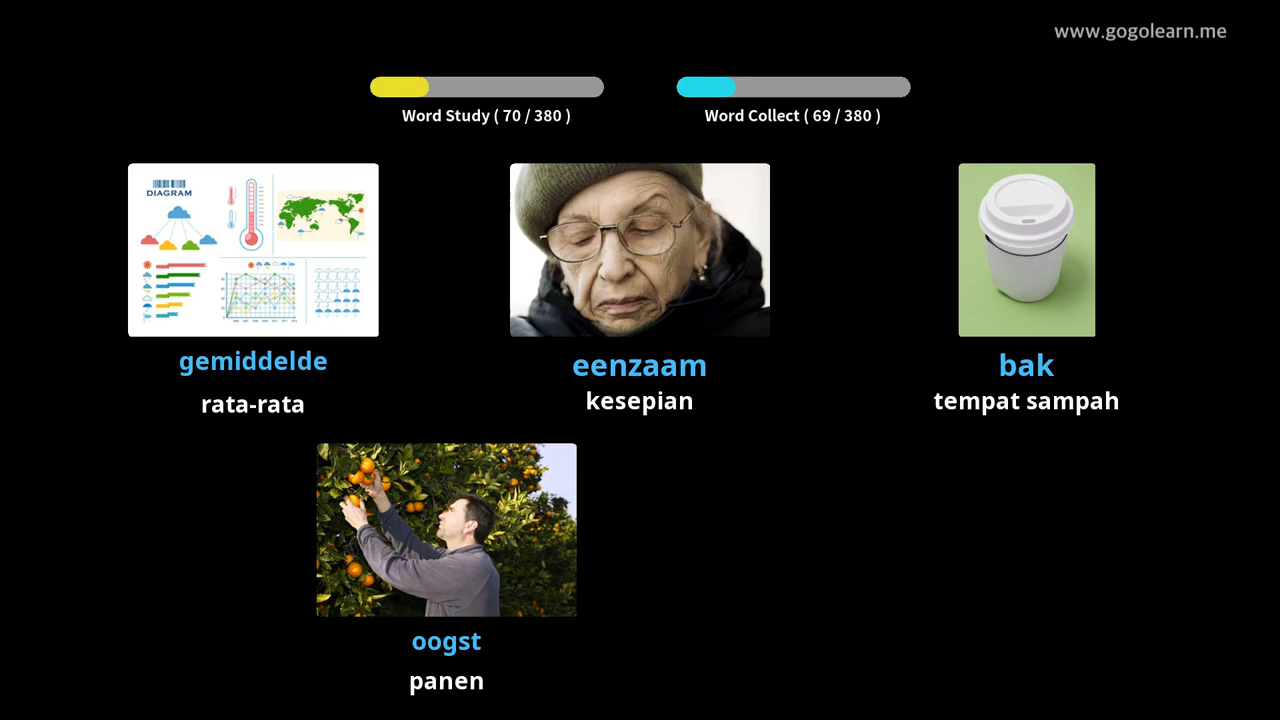 www.gogolearn.me
Word Study ( 70 / 380 )
Word Collect ( 69 / 380 )
DIAGRAM
gemiddelde
rata-rata
eenzaam
kesepian
bak
tempat sampah
oogst
panen